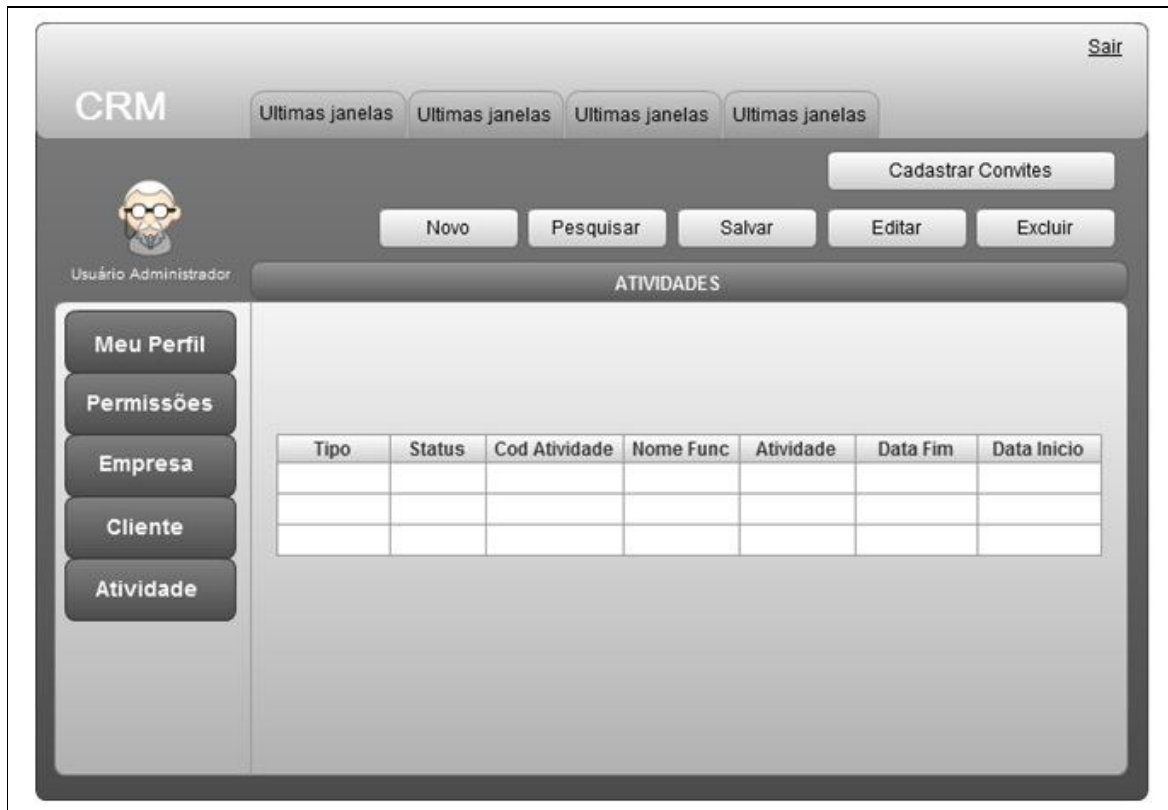 Sair
CRM
Ultimas janelas Ultimas janelas Ultimas janelas Ultimas janelas
Cadastrar Convites
Novo Pesquisar Salvar Editar Excluir
Usuário Administrador
ATIVIDADES
Meu Perfil
Permissões
Empresa
Cliente
Atividade
Tipo Status Cod Atividade Nome Func Atividade Data Fim Data Inicio